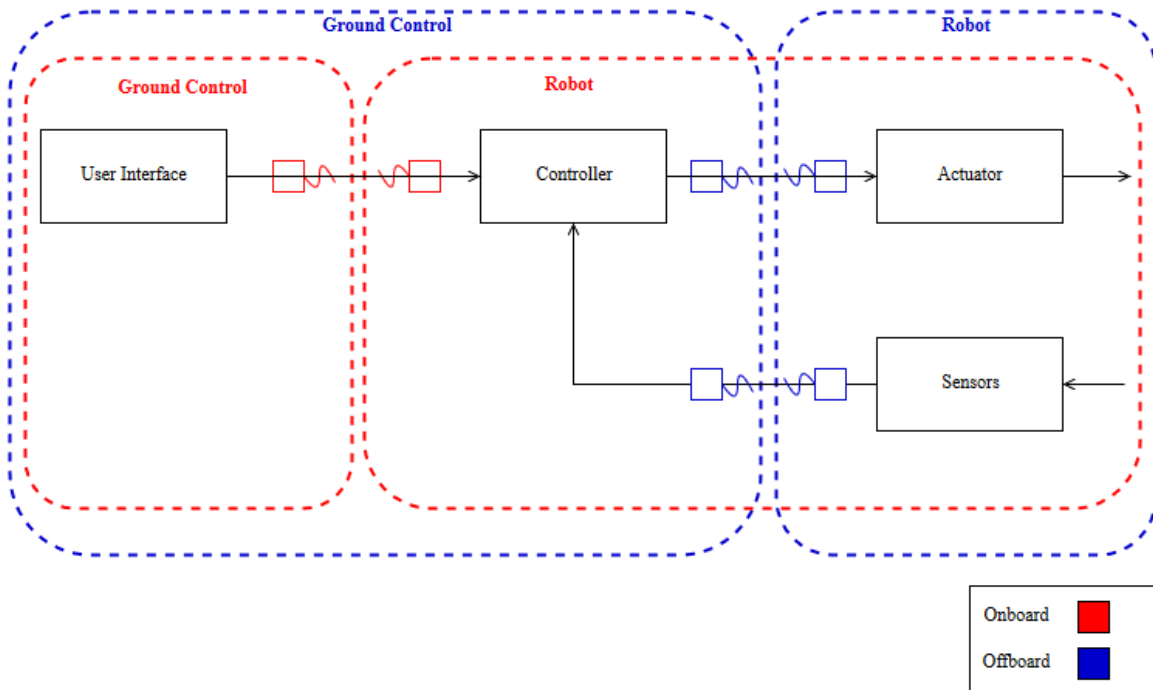 Ground Control
Robot
Ground Control
Robot
User Interface
Controller
Actuator
Sensors
Onboard
Offboard